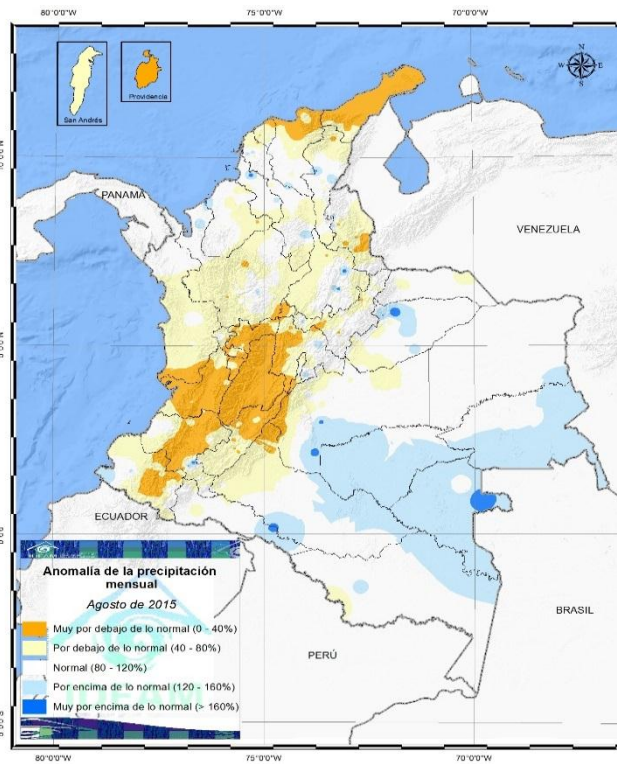 80°0'0"W 75°0'0"W 70°0'0"W
San Andrés
Providencia
N
W E
S
PANAMÁ
VENEZUELA
ECUADOR
PERÚ
BRASIL
Anomalía de la precipitación
mensual
Agosto de 2015
Muy por debajo de lo normal (0 - 40%)
Por debajo de lo normal (40 - 80%)
Normal (80 - 120%)
Por encima de lo normal (120 - 160%)
Muy por encima de lo normal (> 160%)
IDEAM
80°0'0"W 75°0'0"W 70°0'0"W